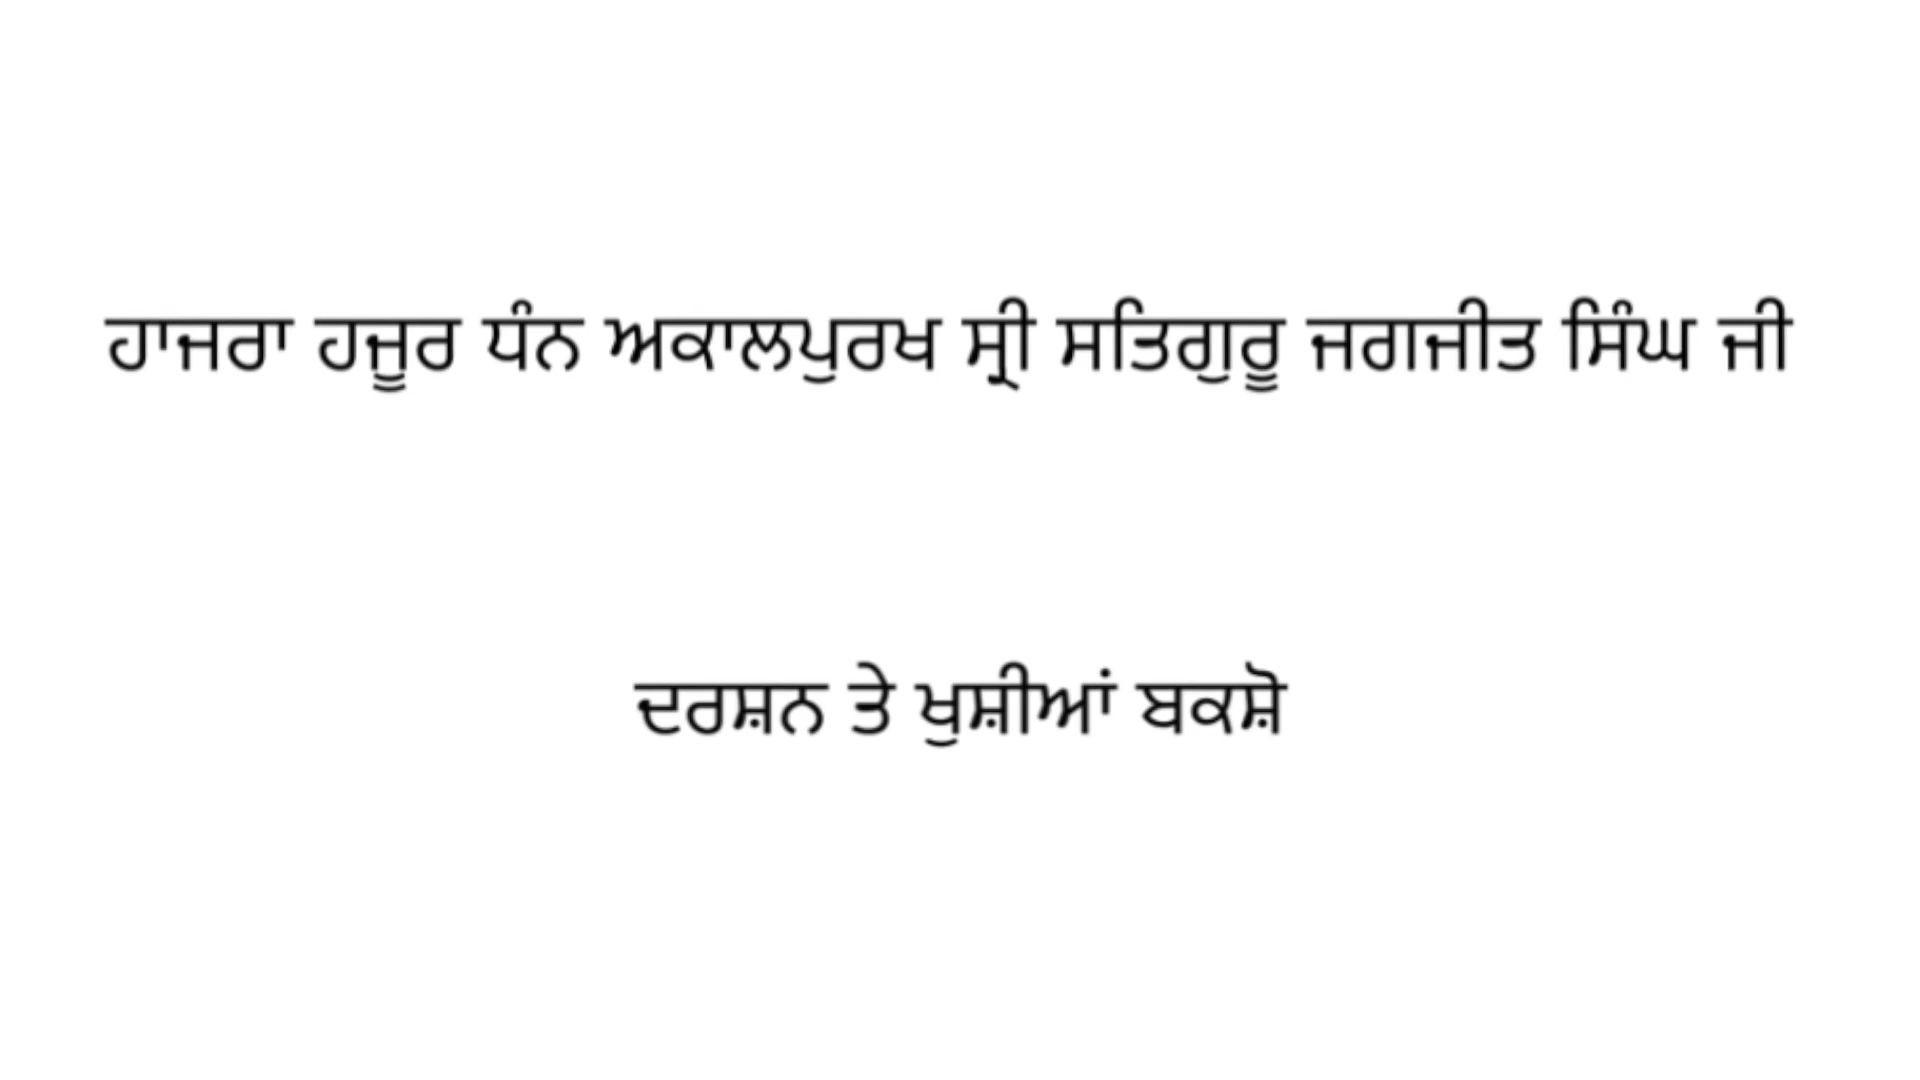 ਹਾਜਰਾ ਹਜੂਰ ਧੰਨ ਅਕਾਲਪੁਰਖ ਸ੍ਰੀ ਸਤਿਗੁਰੂ ਜਗਜੀਤ ਸਿੰਘ ਜੀ
ਦਰਸ਼ਨ ਤੇ ਖੁਸ਼ੀਆਂ ਬਕਸ਼ੋ